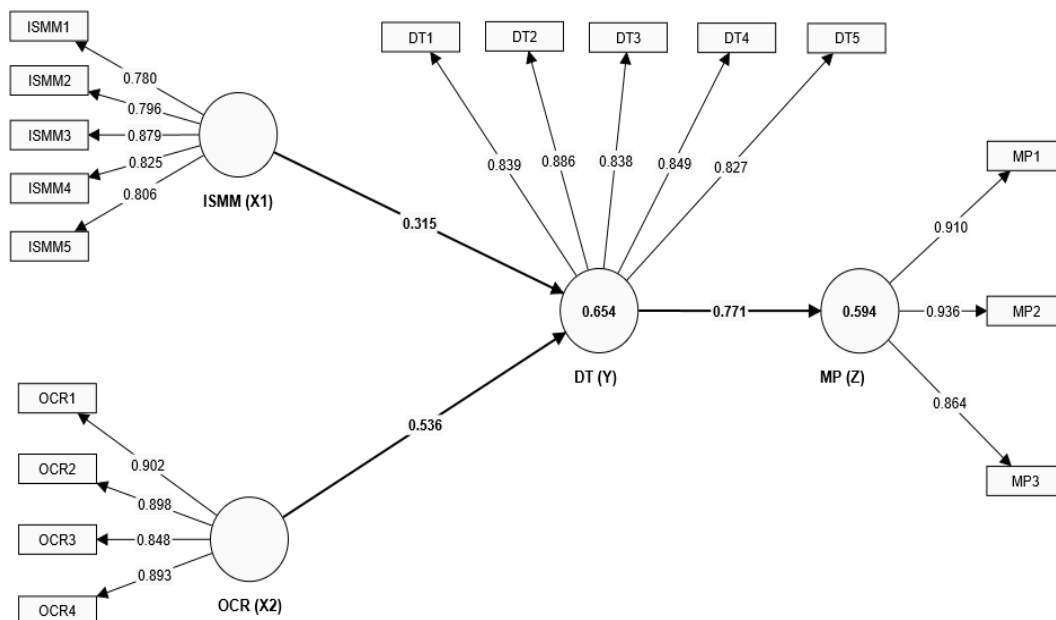 ISMM1
ISMM2
ISMM3
ISMM4
ISMM5
0.780
0.796
0.879
0.825
0.806
ISMM (X1)
DT1
DT2
DT3
DT4
DT5
0.839
0.886
0.838
0.849
0.827
0.315
0.654
DT (Y)
0.771
0.594
MP (Z)
MP1
MP2
MP3
0.910
0.936
0.864
0.536
OCR1
OCR2
OCR3
OCR4
0.902
0.898
0.848
0.893
OCR (X2)